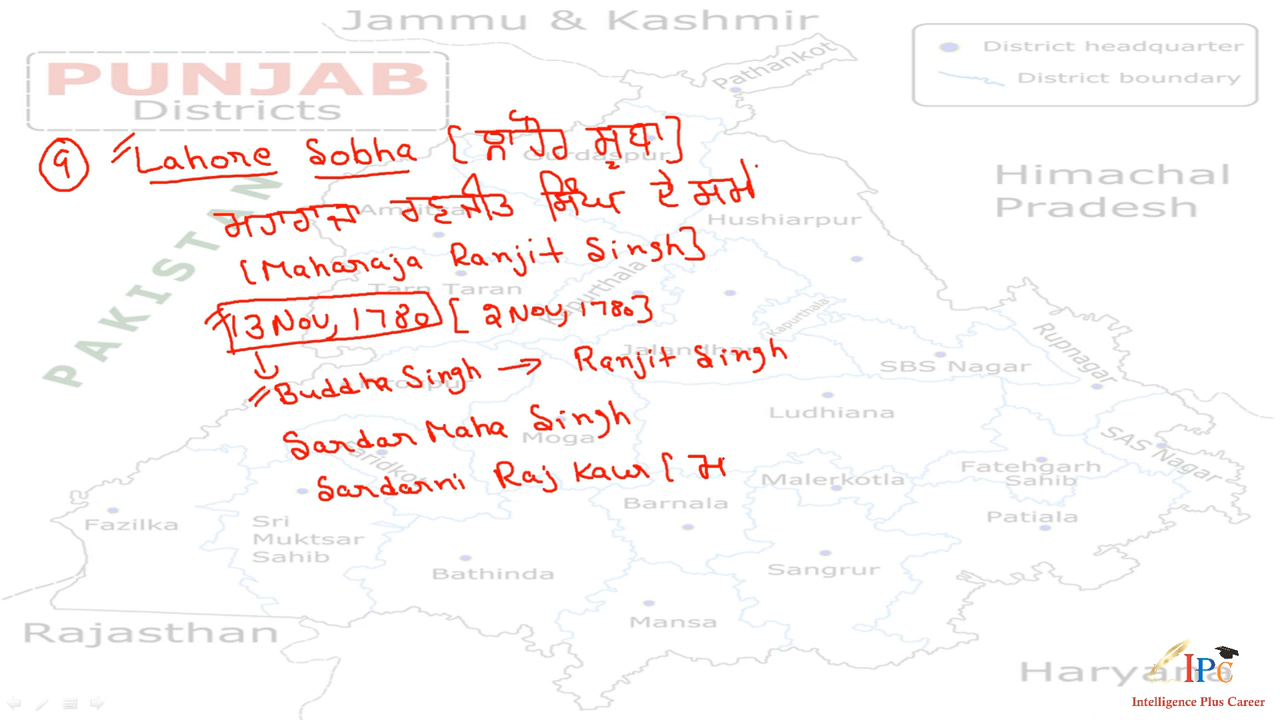 Jammu & Kashmir
PUNJAB
Districts
District headquarter
District boundary
Pathankot
⑨ Lahore Sobha [ ਲਾਹੌਰ ਸੂਬਾ ]
Gurdaspur
ਮਹਾਰਾਜਾ ਰਣਜੀਤ ਸਿੰਘ ਦੇ ਸਮੇਂ
Himachal
Pradesh
Hushiarpur
PAKISTAN
[Maharaja Ranjit Singh]
Tarn Taran
Kapurthala
Kapurthala
13 Nov, 1780 [ 2 Nov, 1780]
Jalandhar
Rupnagar
SBS Nagar
Buddha Singh → Ranjit Singh
Ludhiana
Sardar Maha Singh
Moga
SAS Nagar
Faridkot
Sardarni Raj Kaur [ ਮ
Malerkotla
Fatehgarh
Sahib
Barnala
Patiala
Fazilka
Sri
Muktsar
Sahib
Bathinda
Sangrur
Mansa
Rajasthan
Haryana
IPC
Intelligence Plus Career